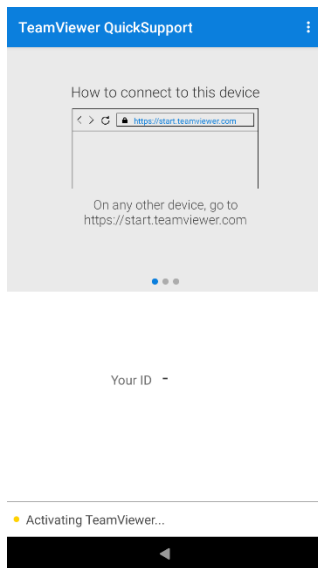 TeamViewer QuickSupport
How to connect to this device
https://start.teamviewer.com
On any other device, go to
https://start.teamviewer.com
Your ID -
Activating TeamViewer...